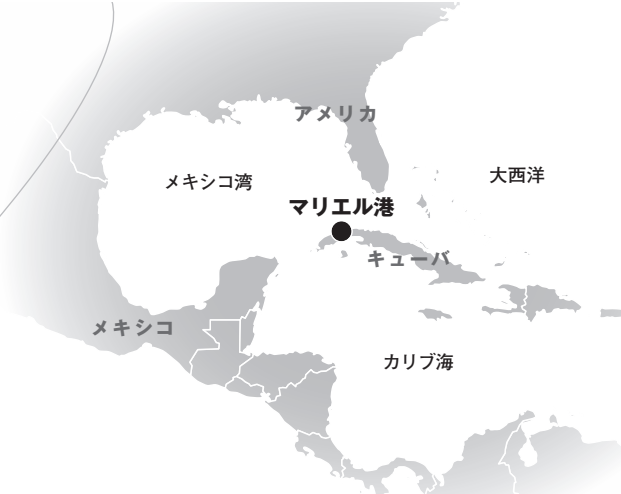 アメリカ
メキシコ湾
大西洋
マリエル港
キューバ
メキシコ
カリブ海